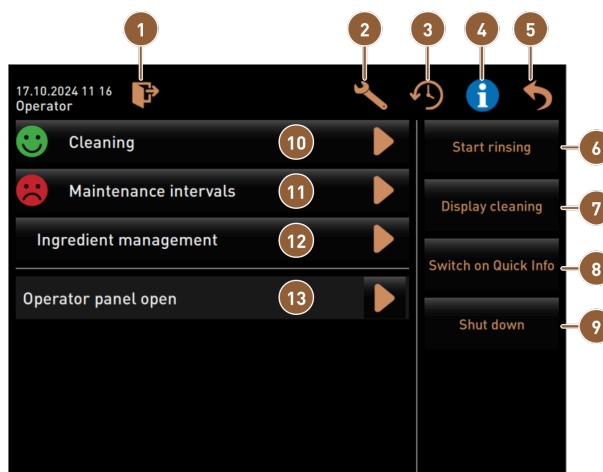 1
2
3
4
5
17.10.2024 11 16
Operator
i
Cleaning
10
Start rinsing
6
Maintenance intervals
11
Display cleaning
7
Ingredient management
12
Switch on Quick Info
8
Operator panel open
13
Shut down
9